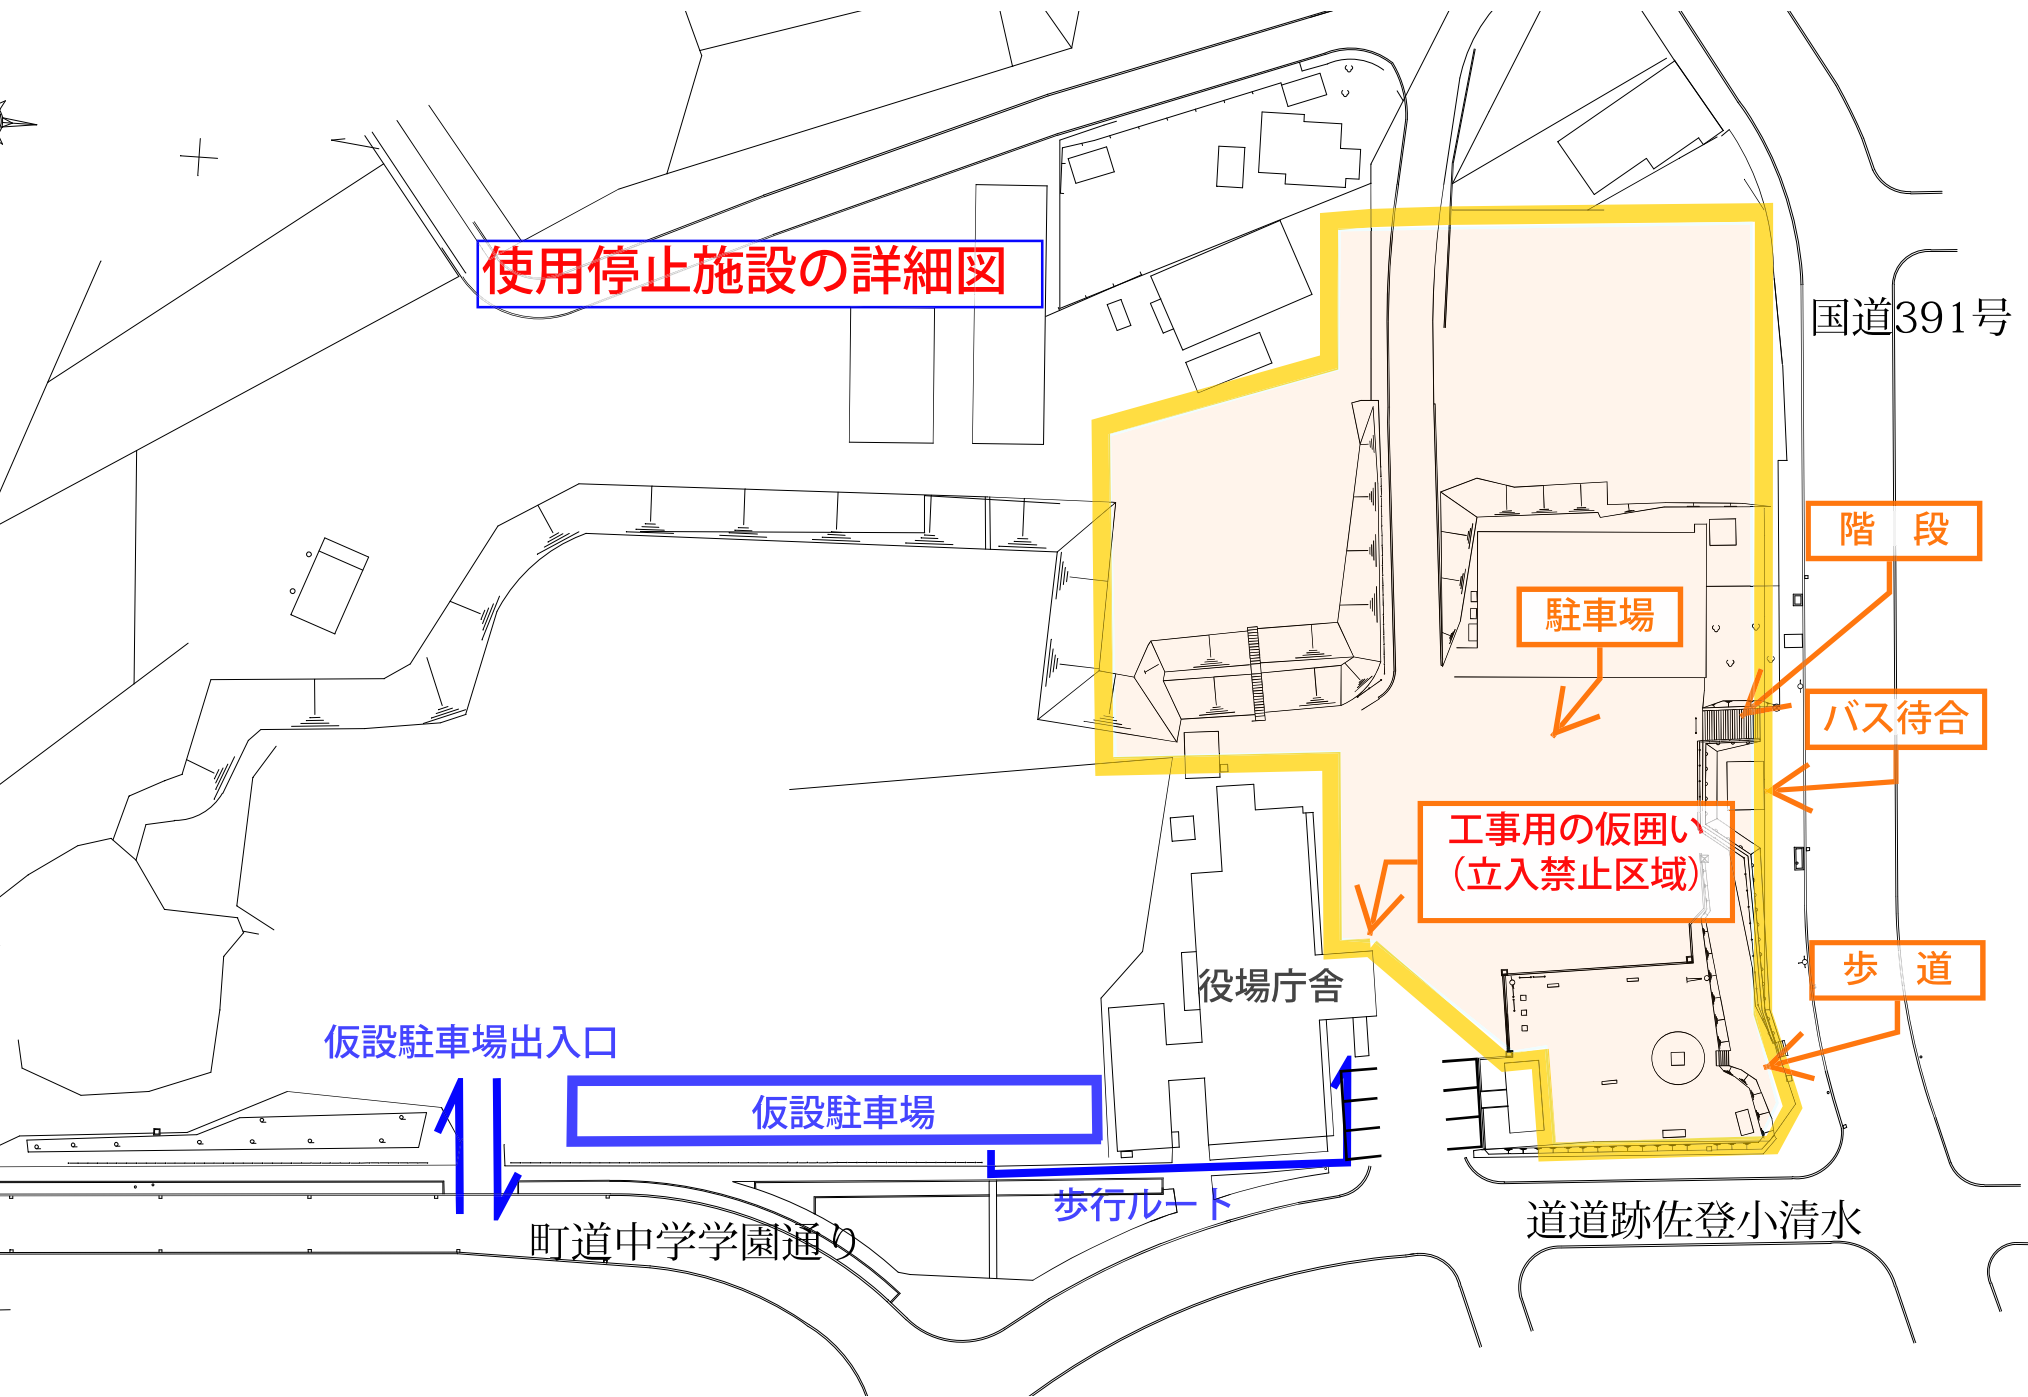 使用停止施設の詳細図
国道391号
階　段
駐車場
バス待合
工事用の仮囲い
（立入禁止区域）
歩　道
役場庁舎
仮設駐車場出入口
仮設駐車場
歩行ルート
町道中学学園通り
道道跡佐登小清水